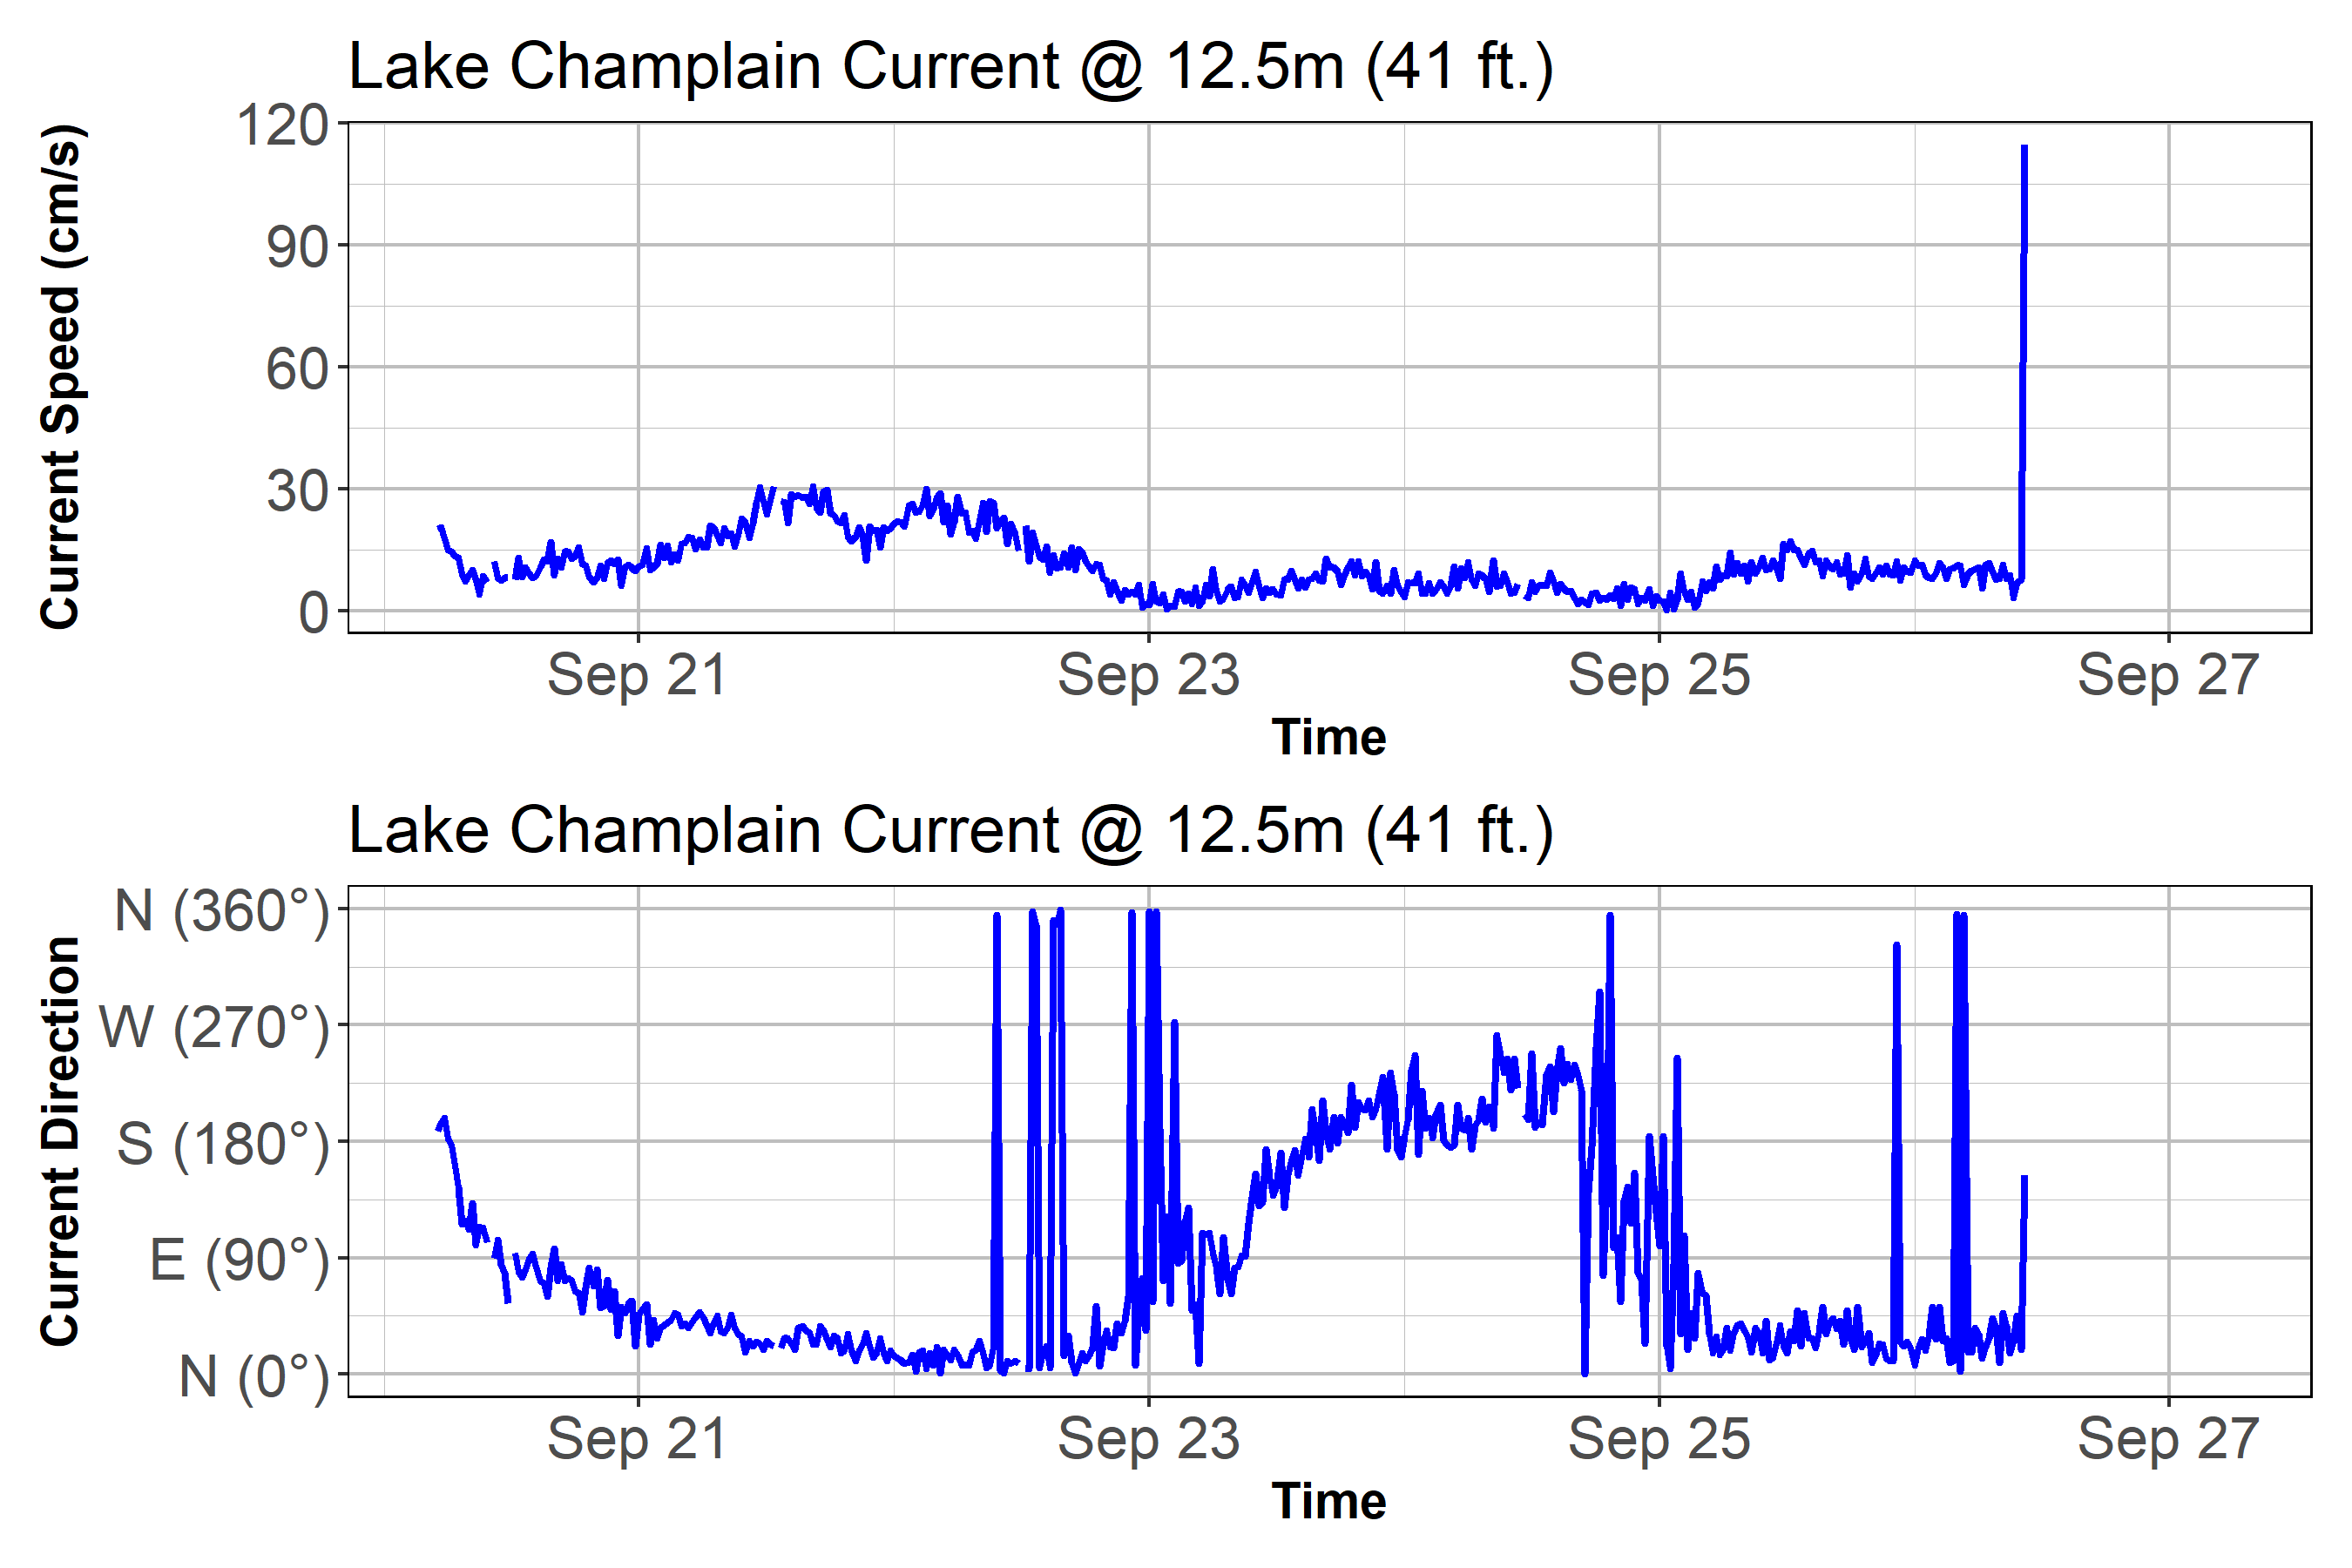 Lake Champlain Current @ 12.5m (41 ft.)
Current Speed (cm/s)
120
90
60
30
0
Sep 21 Sep 23 Sep 25 Sep 27
Time
Lake Champlain Current @ 12.5m (41 ft.)
Current Direction
N (360°)
W (270°)
S (180°)
E (90°)
N (0°)
Sep 21 Sep 23 Sep 25 Sep 27
Time